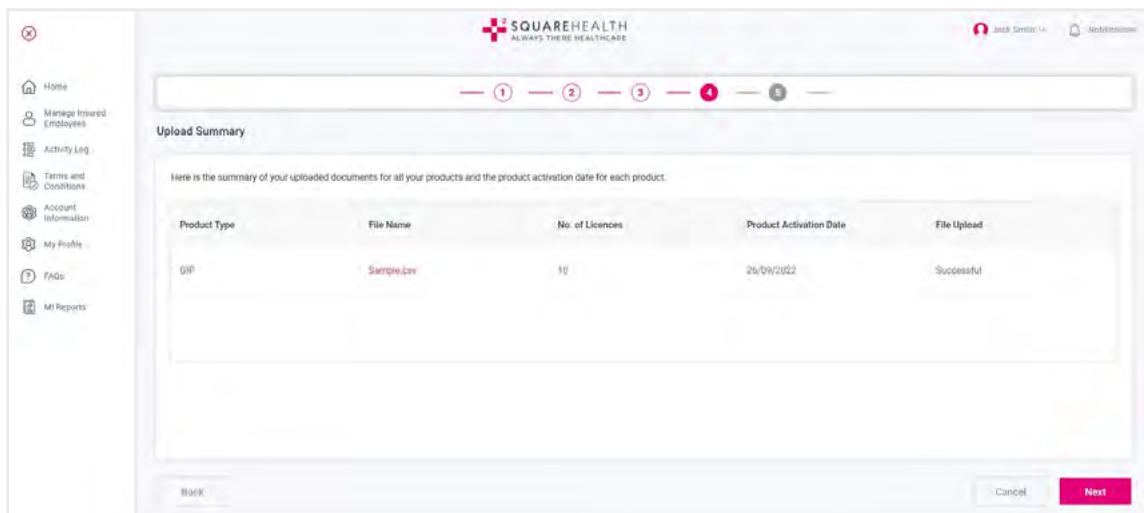 SQUAREHEALTH
ALWAYS THERE HEALTHCARE
Jack Smith
Notifications
Home
Manage Insured
Employees
Activity Log
Terms and
Conditions
Account
Information
My Profile
FAQs
MI Reports
1 2 3 4 5
Upload Summary
Here is the summary of your uploaded documents for all your products and the product activation date for each product.
Product Type File Name No. of Licences Product Activation Date File Upload
GIP Sample.csv 10 26/09/2022 Successful
Back Cancel Next